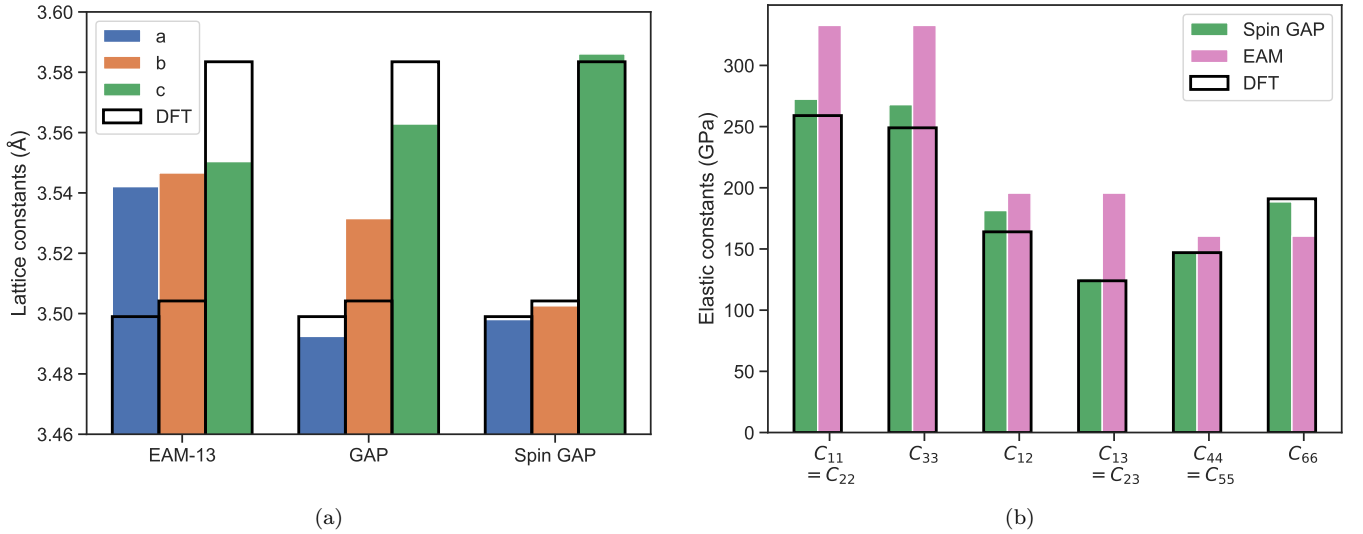 3.60
3.58
3.56
3.54
3.52
3.50
3.48
3.46
Lattice constants (Å)
a
b
c
DFT
EAM-13
GAP
Spin GAP
(a)
300
250
200
150
100
50
0
Elastic constants (GPa)
Spin GAP
EAM
DFT
C₁₁ = C₂₂
C₃₃
C₁₂
C₁₃ = C₂₃
C₄₄ = C₅₅
C₆₆
(b)